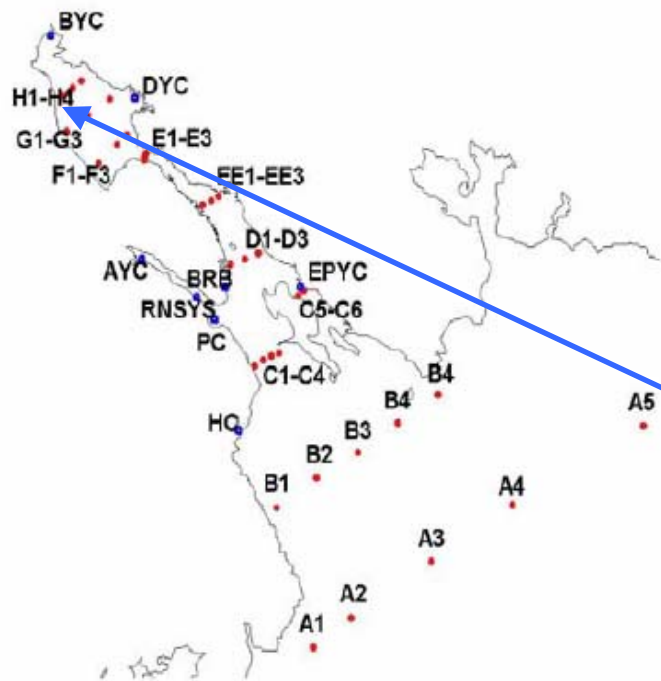 BYC
DYC
H1-H4
G1-G3
E1-E3
F1-F3
EE1-EE3
D1-D3
AYC
BRB
EPYC
RNSYS
C5-C6
PC
C1-C4
B4
B4
A5
HC
B3
B2
B1
A4
A3
A2
A1